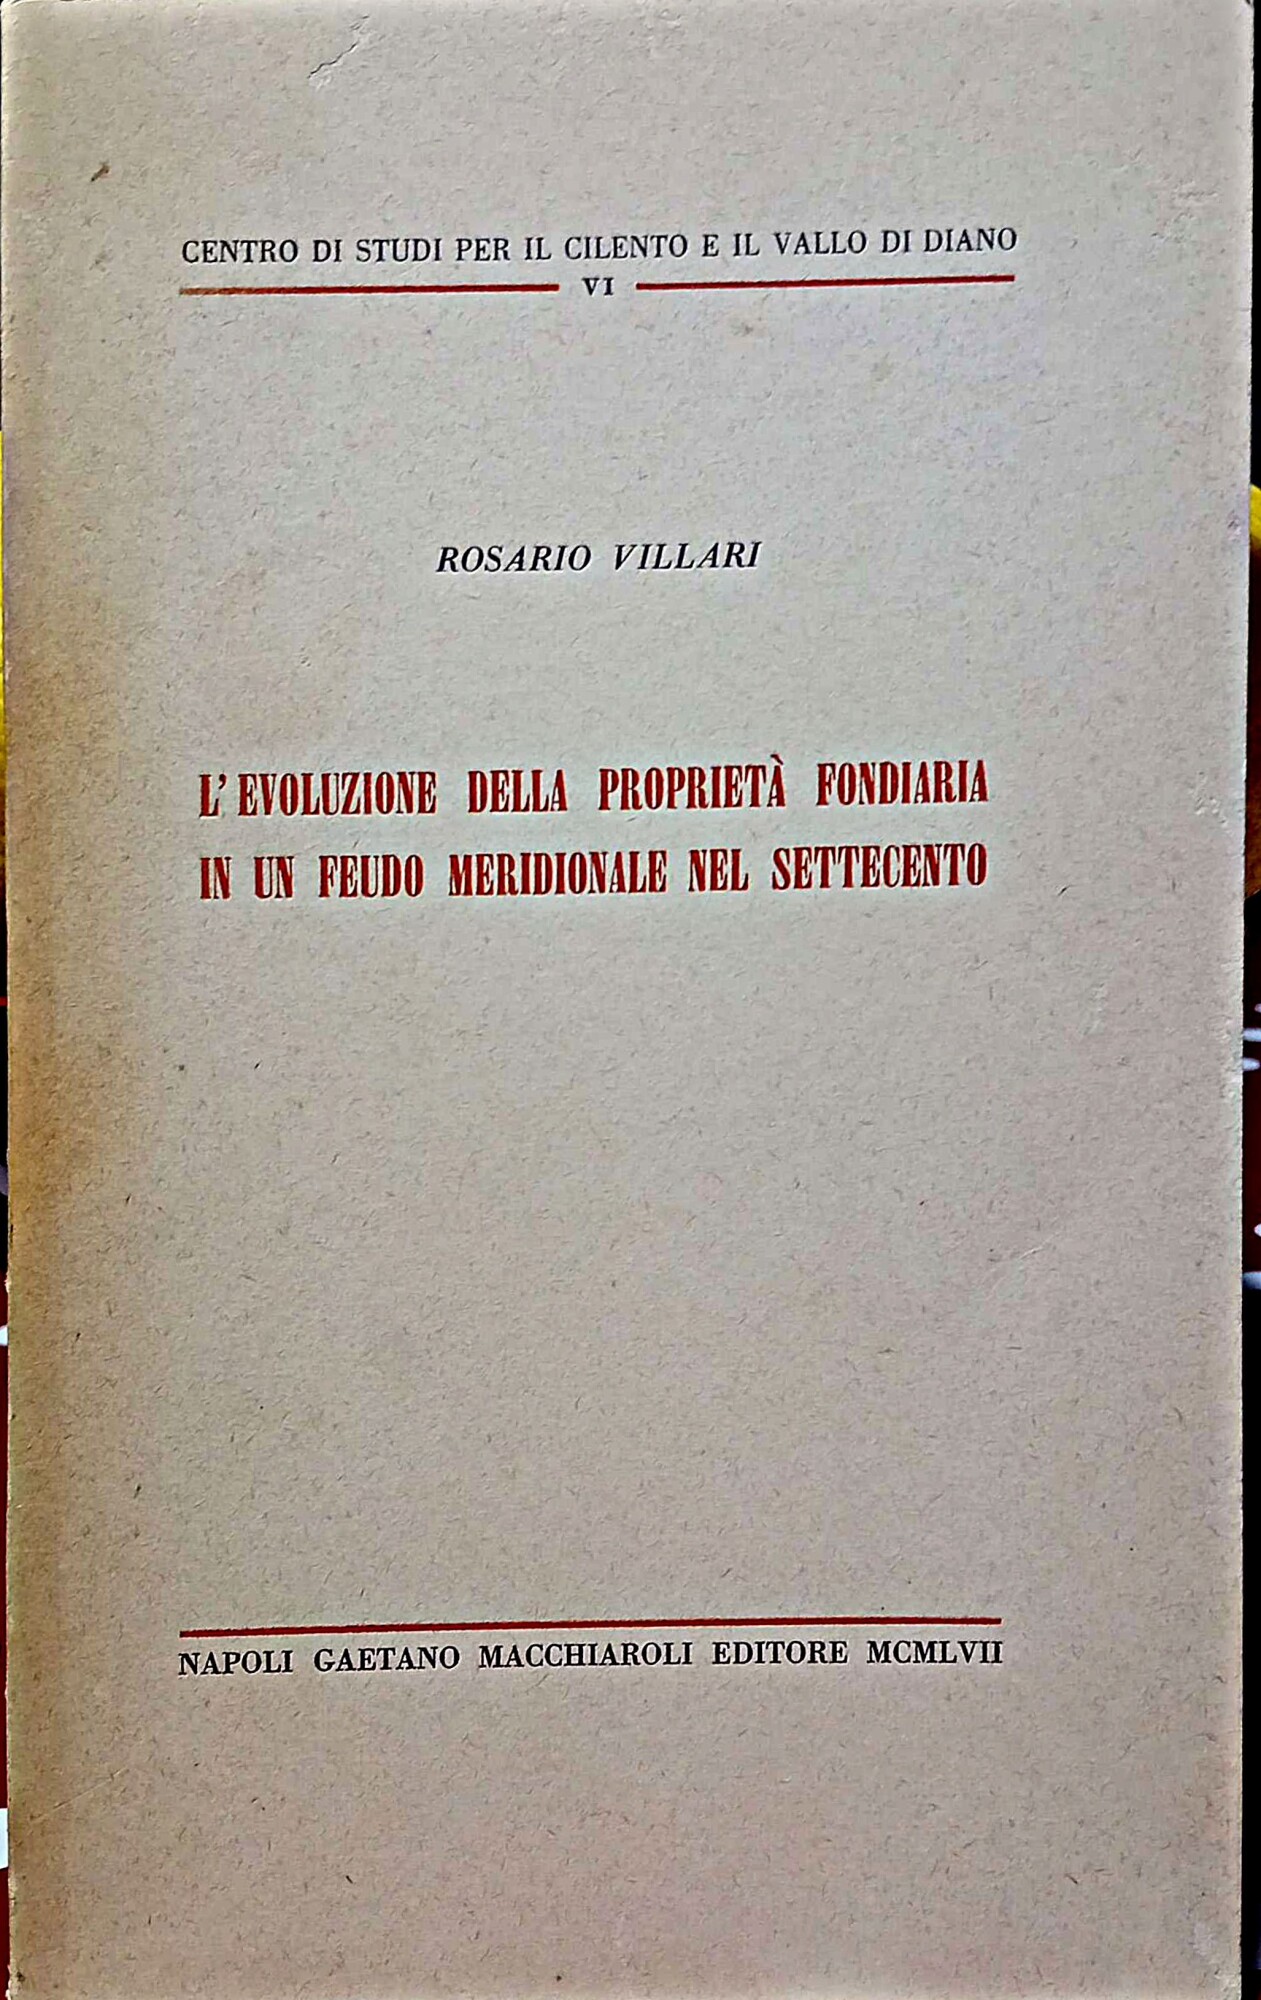 CENTRO DI STUDI PER IL CILENTO E IL VALLO DI DIANO
VI
ROSARIO VILLARI
L'EVOLUZIONE DELLA PROPRIETÀ FONDIARIA
IN UN FEUDO MERIDIONALE NEL SETTECENTO
NAPOLI GAETANO MACCHIAROLI EDITORE MCMLVII